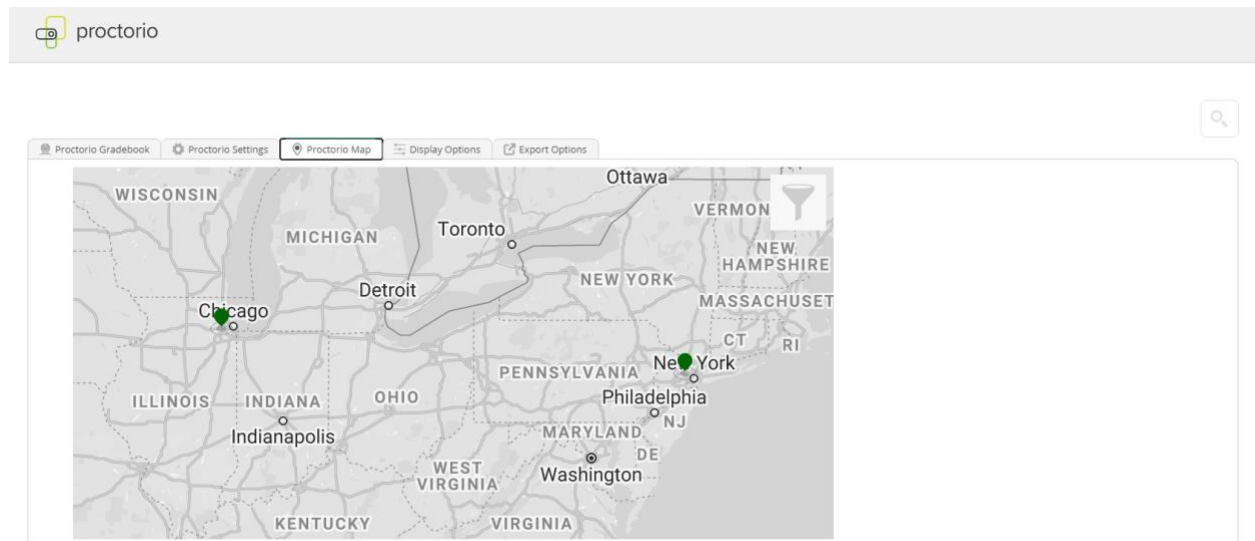 proctorio
Proctorio Gradebook Proctorio Settings Proctorio Map Display Options Export Options
Ottawa
WISCONSIN
VERMON
MICHIGAN
Toronto
NEW
HAMPSHIRE
NEW YORK
Detroit
MASSACHUSET
Chicago
CT RI
PENNSYLVANIA
New York
ILLINOIS INDIANA OHIO
Philadelphia
NJ
Indianapolis
MARYLAND
DE
WEST
VIRGINIA
Washington
KENTUCKY
VIRGINIA